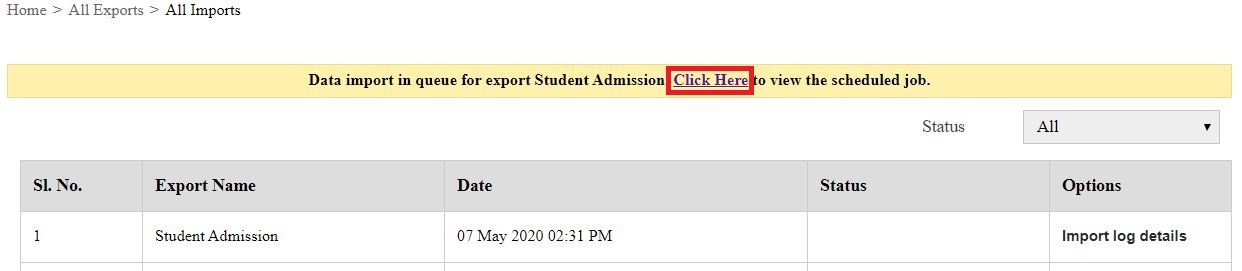 Home > All Exports > All Imports
Data import in queue for export Student Admission Click Here to view the scheduled job.
Status All
Sl. No. Export Name Date Status Options
1 Student Admission 07 May 2020 02:31 PM Import log details